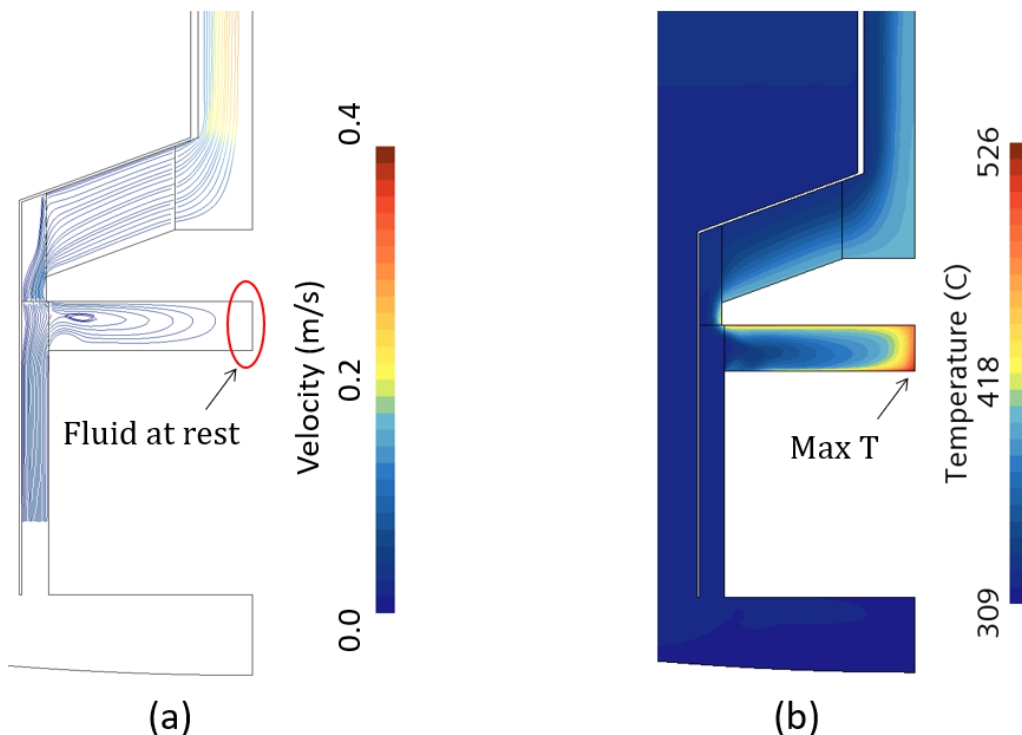 0.4
Velocity (m/s)
0.2
0.0
Fluid at rest
(a)
526
Temperature (C)
418
309
Max T
(b)